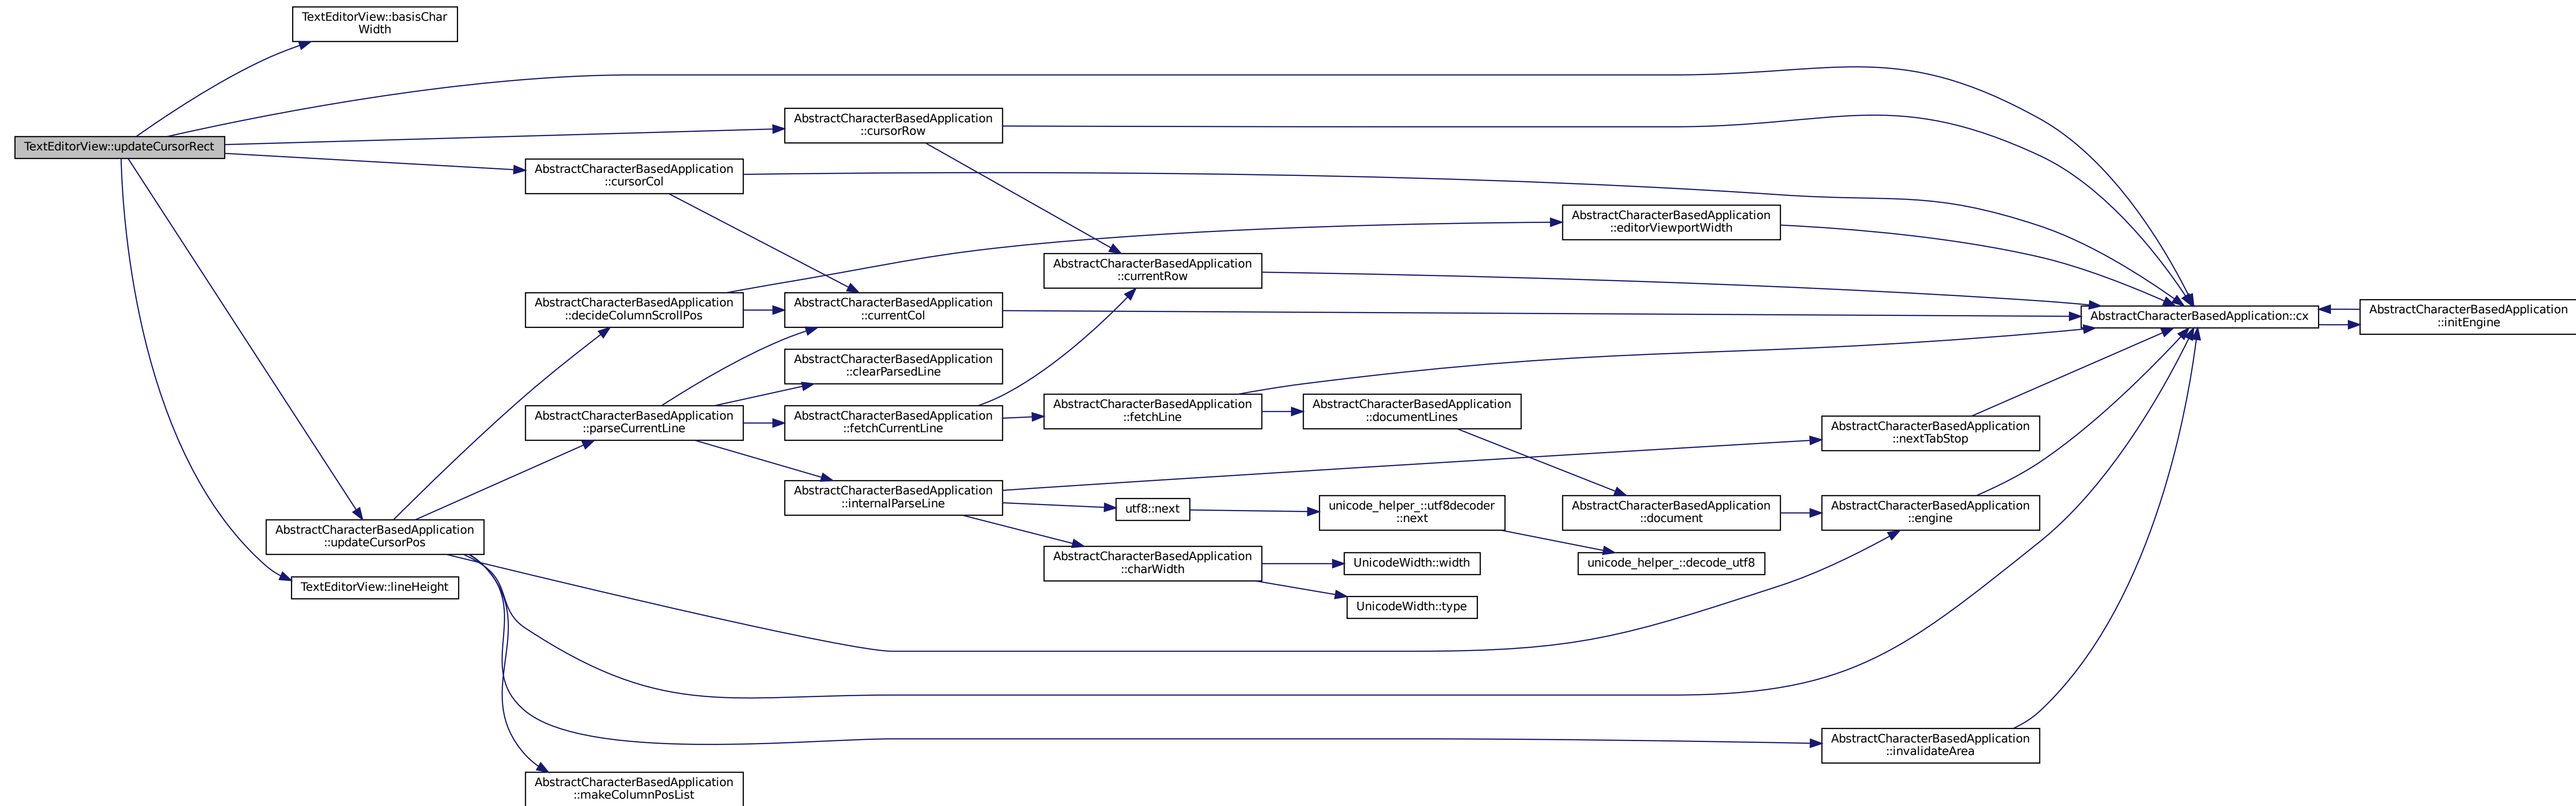 TextEditorView::basisChar
Width
TextEditorView::updateCursorRect
AbstractCharacterBasedApplication
::cursorRow
AbstractCharacterBasedApplication
::cursorCol
AbstractCharacterBasedApplication
::editorViewportWidth
AbstractCharacterBasedApplication
::currentRow
AbstractCharacterBasedApplication
::decideColumnScrollPos
AbstractCharacterBasedApplication
::currentCol
AbstractCharacterBasedApplication::cx
AbstractCharacterBasedApplication
::initEngine
AbstractCharacterBasedApplication
::clearParsedLine
AbstractCharacterBasedApplication
::parseCurrentLine
AbstractCharacterBasedApplication
::fetchCurrentLine
AbstractCharacterBasedApplication
::fetchLine
AbstractCharacterBasedApplication
::documentLines
AbstractCharacterBasedApplication
::nextTabStop
AbstractCharacterBasedApplication
::internalParseLine
utf8::next
unicode_helper_::utf8decoder
::next
AbstractCharacterBasedApplication
::document
AbstractCharacterBasedApplication
::engine
AbstractCharacterBasedApplication
::updateCursorPos
AbstractCharacterBasedApplication
::charWidth
UnicodeWidth::width
unicode_helper_::decode_utf8
TextEditorView::lineHeight
UnicodeWidth::type
AbstractCharacterBasedApplication
::invalidateArea
AbstractCharacterBasedApplication
::makeColumnPosList